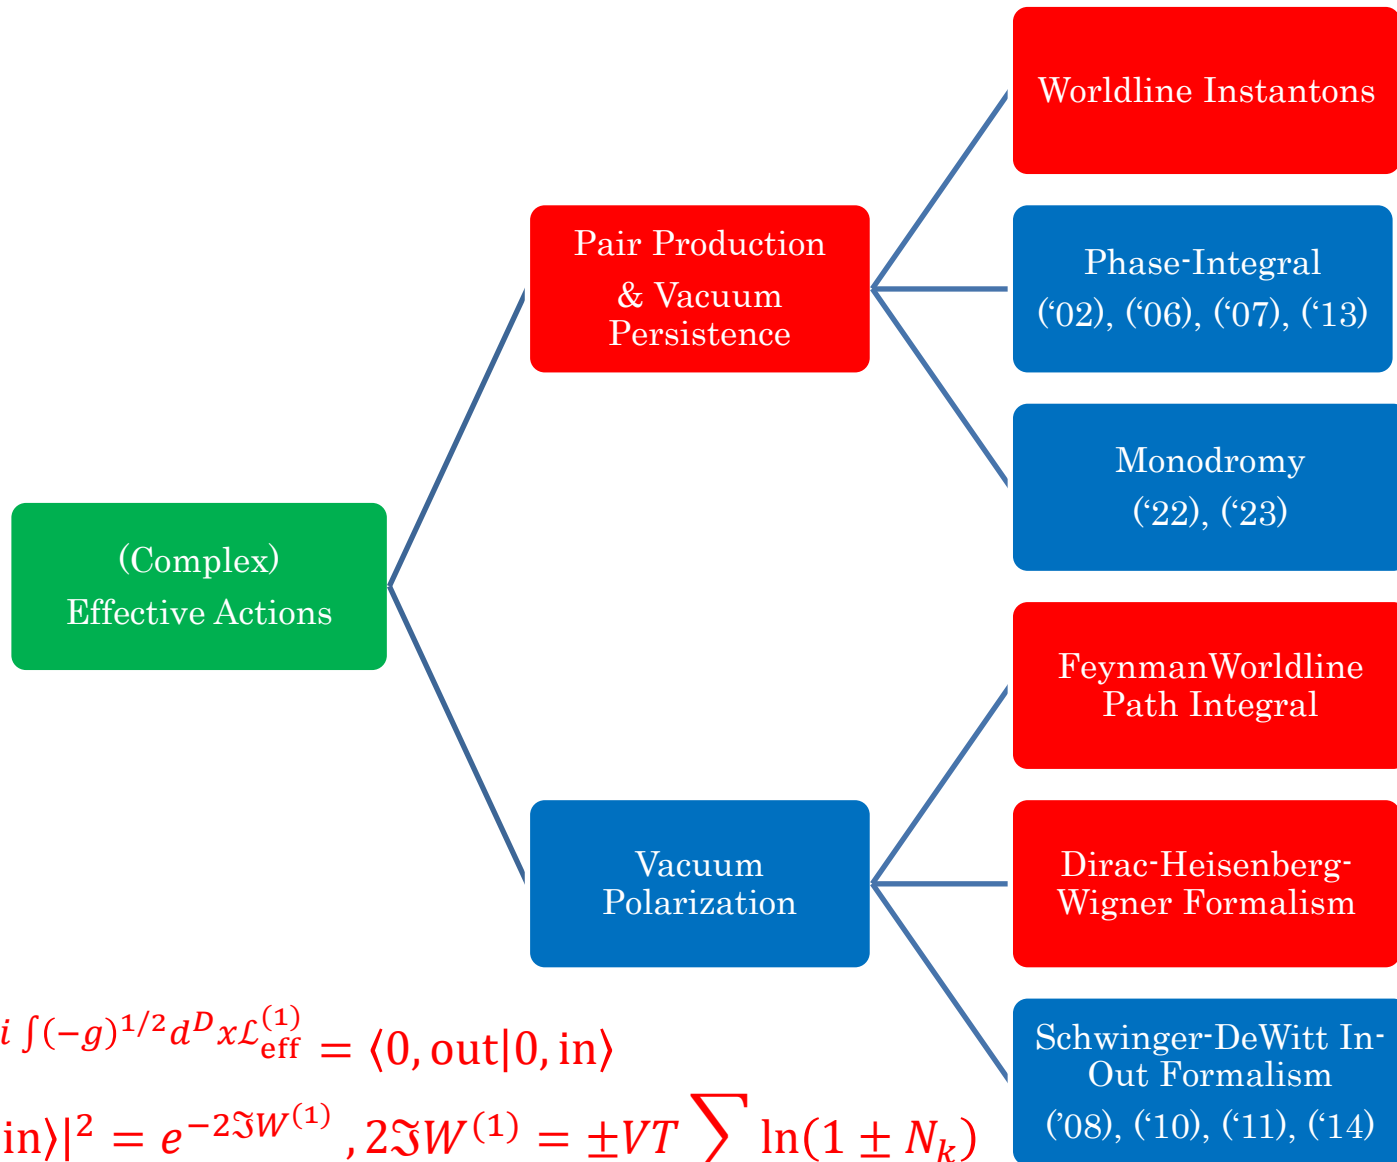 Worldline Instantons
Pair Production
& Vacuum
Persistence
Phase-Integral
(‘02), (‘06), (‘07), (‘13)
Monodromy
(‘22), (‘23)
(Complex)
Effective Actions
FeynmanWorldline
Path Integral
Vacuum
Polarization
Dirac-Heisenberg-
Wigner Formalism
Schwinger-DeWitt In-
Out Formalism
(‘08), (‘10), (‘11), (‘14)
i ∫(−g)^{1/2} d^D x ℒ_eff^{(1)} = ⟨0, out|0, in⟩
in⟩|² = e^{−2ℑW^{(1)}} , 2ℑW^{(1)} = ±VT ∑ ln(1 ± N_k)